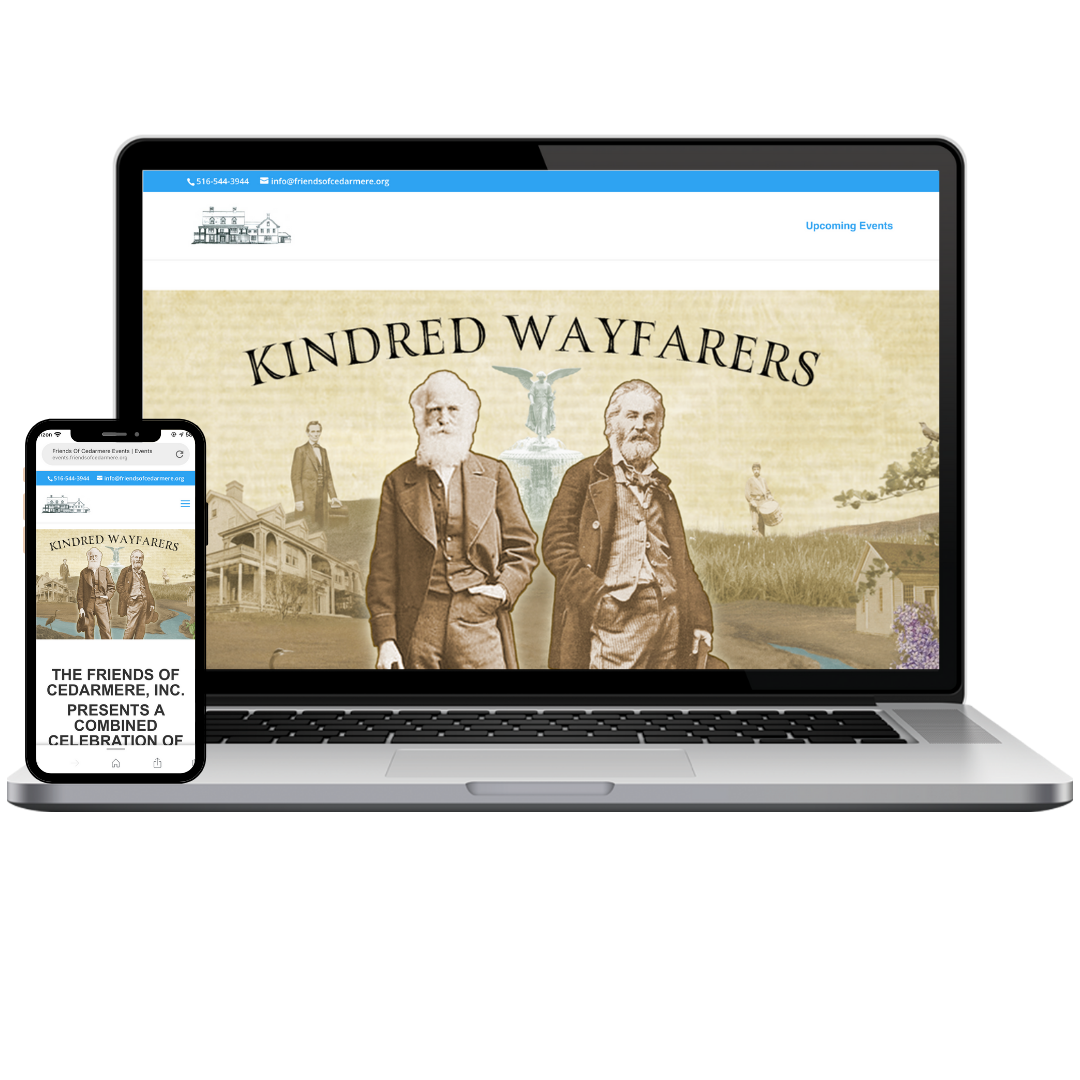 516-544-3944 info@friendsofcedarmere.org
Upcoming Events
KINDRED WAYFARERS
Friends Of Cedarmere Events | Events
events.friendsofcedarmere.org
516-544-3944 info@friendsofcedarmere.org
KINDRED WAYFARERS
THE FRIENDS OF
CEDARMERE, INC.
PRESENTS A
COMBINED
CELEBRATION OF